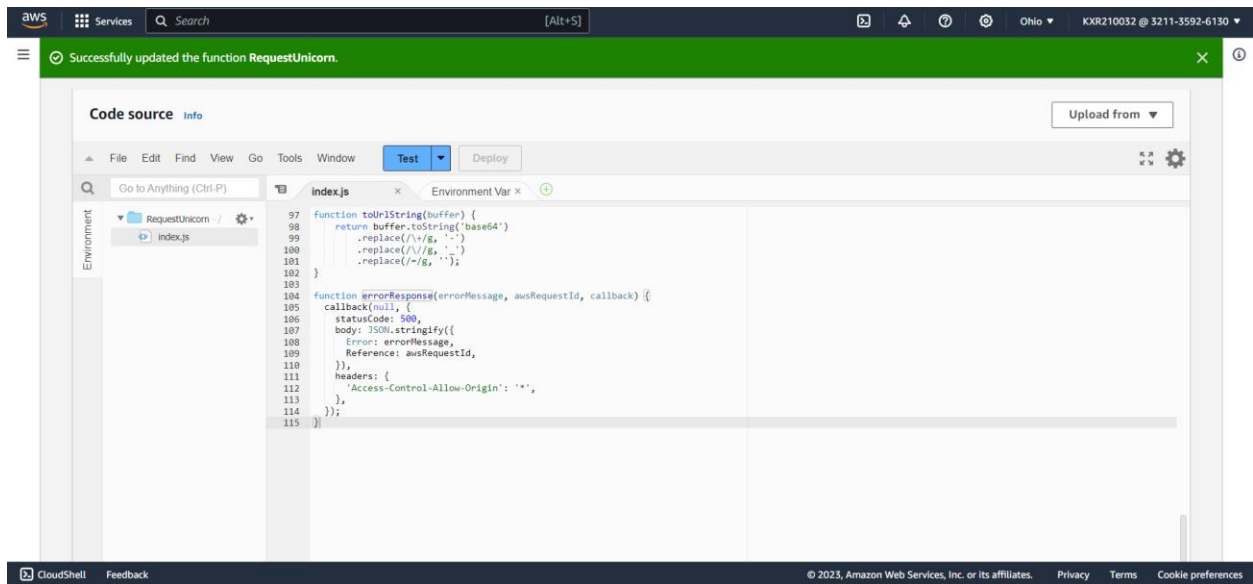 aws Services Search [Alt+S] Ohio KXR210032 @ 3211-3592-6130
Successfully updated the function RequestUnicorn.
Code source Info Upload from
File Edit Find View Go Tools Window Test Deploy
Go to Anything (Ctrl-P) index.js Environment Var
Environment
RequestUnicorn - /
index.js
97 function toUrlString(buffer) {
98 return buffer.toString('base64')
99 .replace(/\+/g, '-')
100 .replace(/\//g, '_')
101 .replace(/=/g, '');
102 }
103
104 function errorResponse(errorMessage, awsRequestId, callback) {
105 callback(null, {
106 statusCode: 500,
107 body: JSON.stringify({
108 Error: errorMessage,
109 Reference: awsRequestId,
110 }),
111 headers: {
112 'Access-Control-Allow-Origin': '*',
113 },
114 });
115 }
CloudShell Feedback © 2023, Amazon Web Services, Inc. or its affiliates. Privacy Terms Cookie preferences